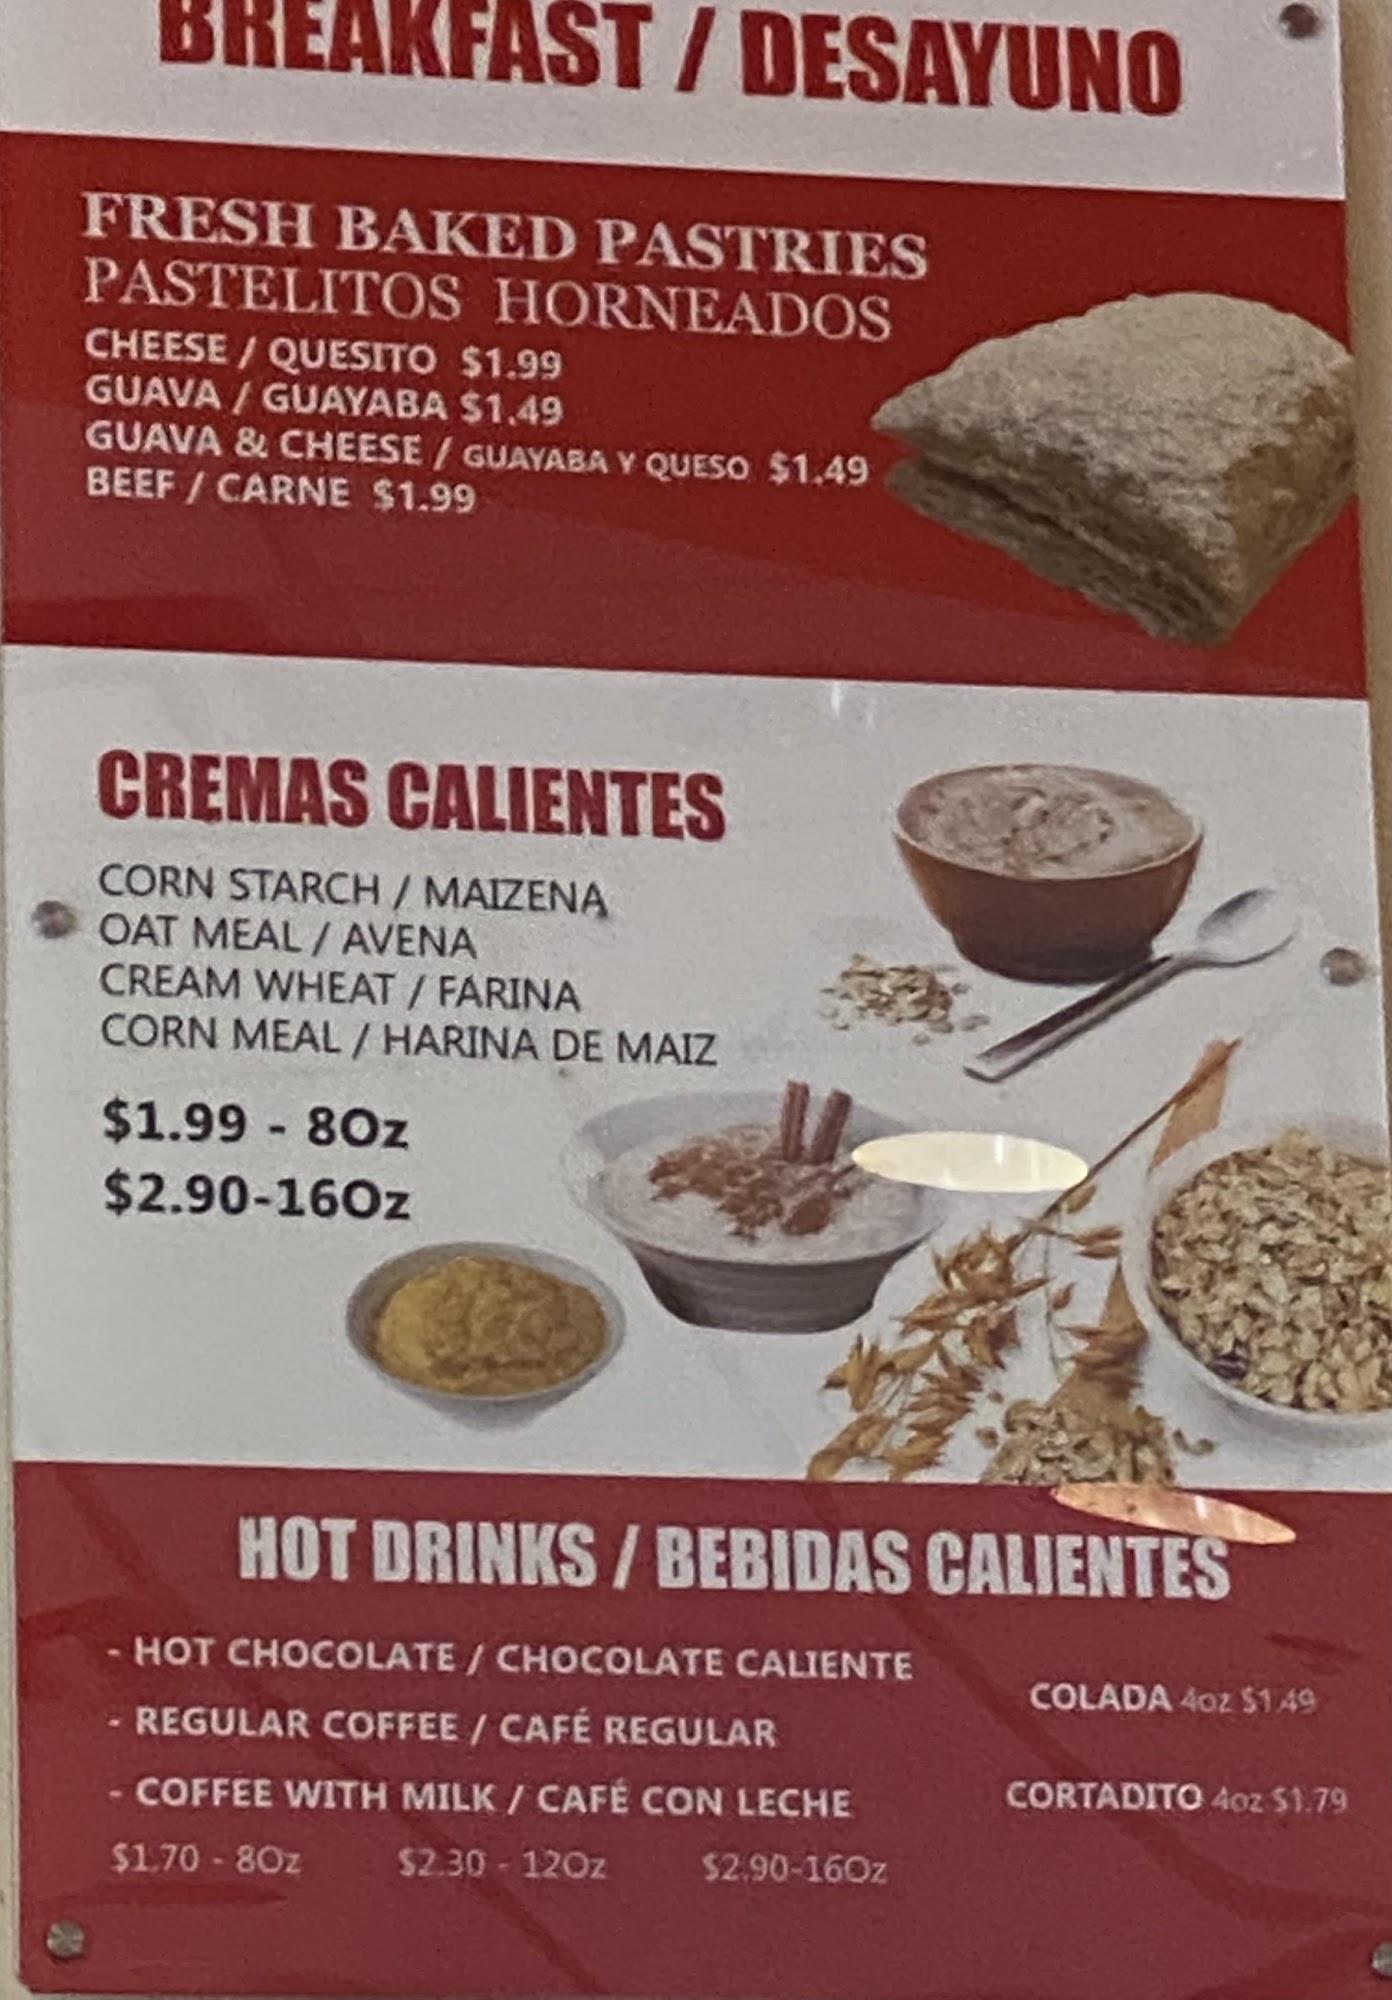 BREAKFAST / DESAYUNO
FRESH BAKED PASTRIES
PASTELITOS HORNEADOS
CHEESE / QUESITO $1.99
GUAVA / GUAYABA $1.49
GUAVA & CHEESE / GUAYABA Y QUESO $1.49
BEEF / CARNE $1.99
CREMAS CALIENTES
CORN STARCH / MAIZENA
OAT MEAL / AVENA
CREAM WHEAT / FARINA
CORN MEAL / HARINA DE MAIZ
$1.99 - 8Oz
$2.90-16Oz
HOT DRINKS / BEBIDAS CALIENTES
- HOT CHOCOLATE / CHOCOLATE CALIENTE
- REGULAR COFFEE / CAFÉ REGULAR
- COFFEE WITH MILK / CAFÉ CON LECHE
$1.70 - 8Oz $2.30 - 12Oz $2.90-16Oz
COLADA 4oz $1.49
CORTADITO 4oz $1.79